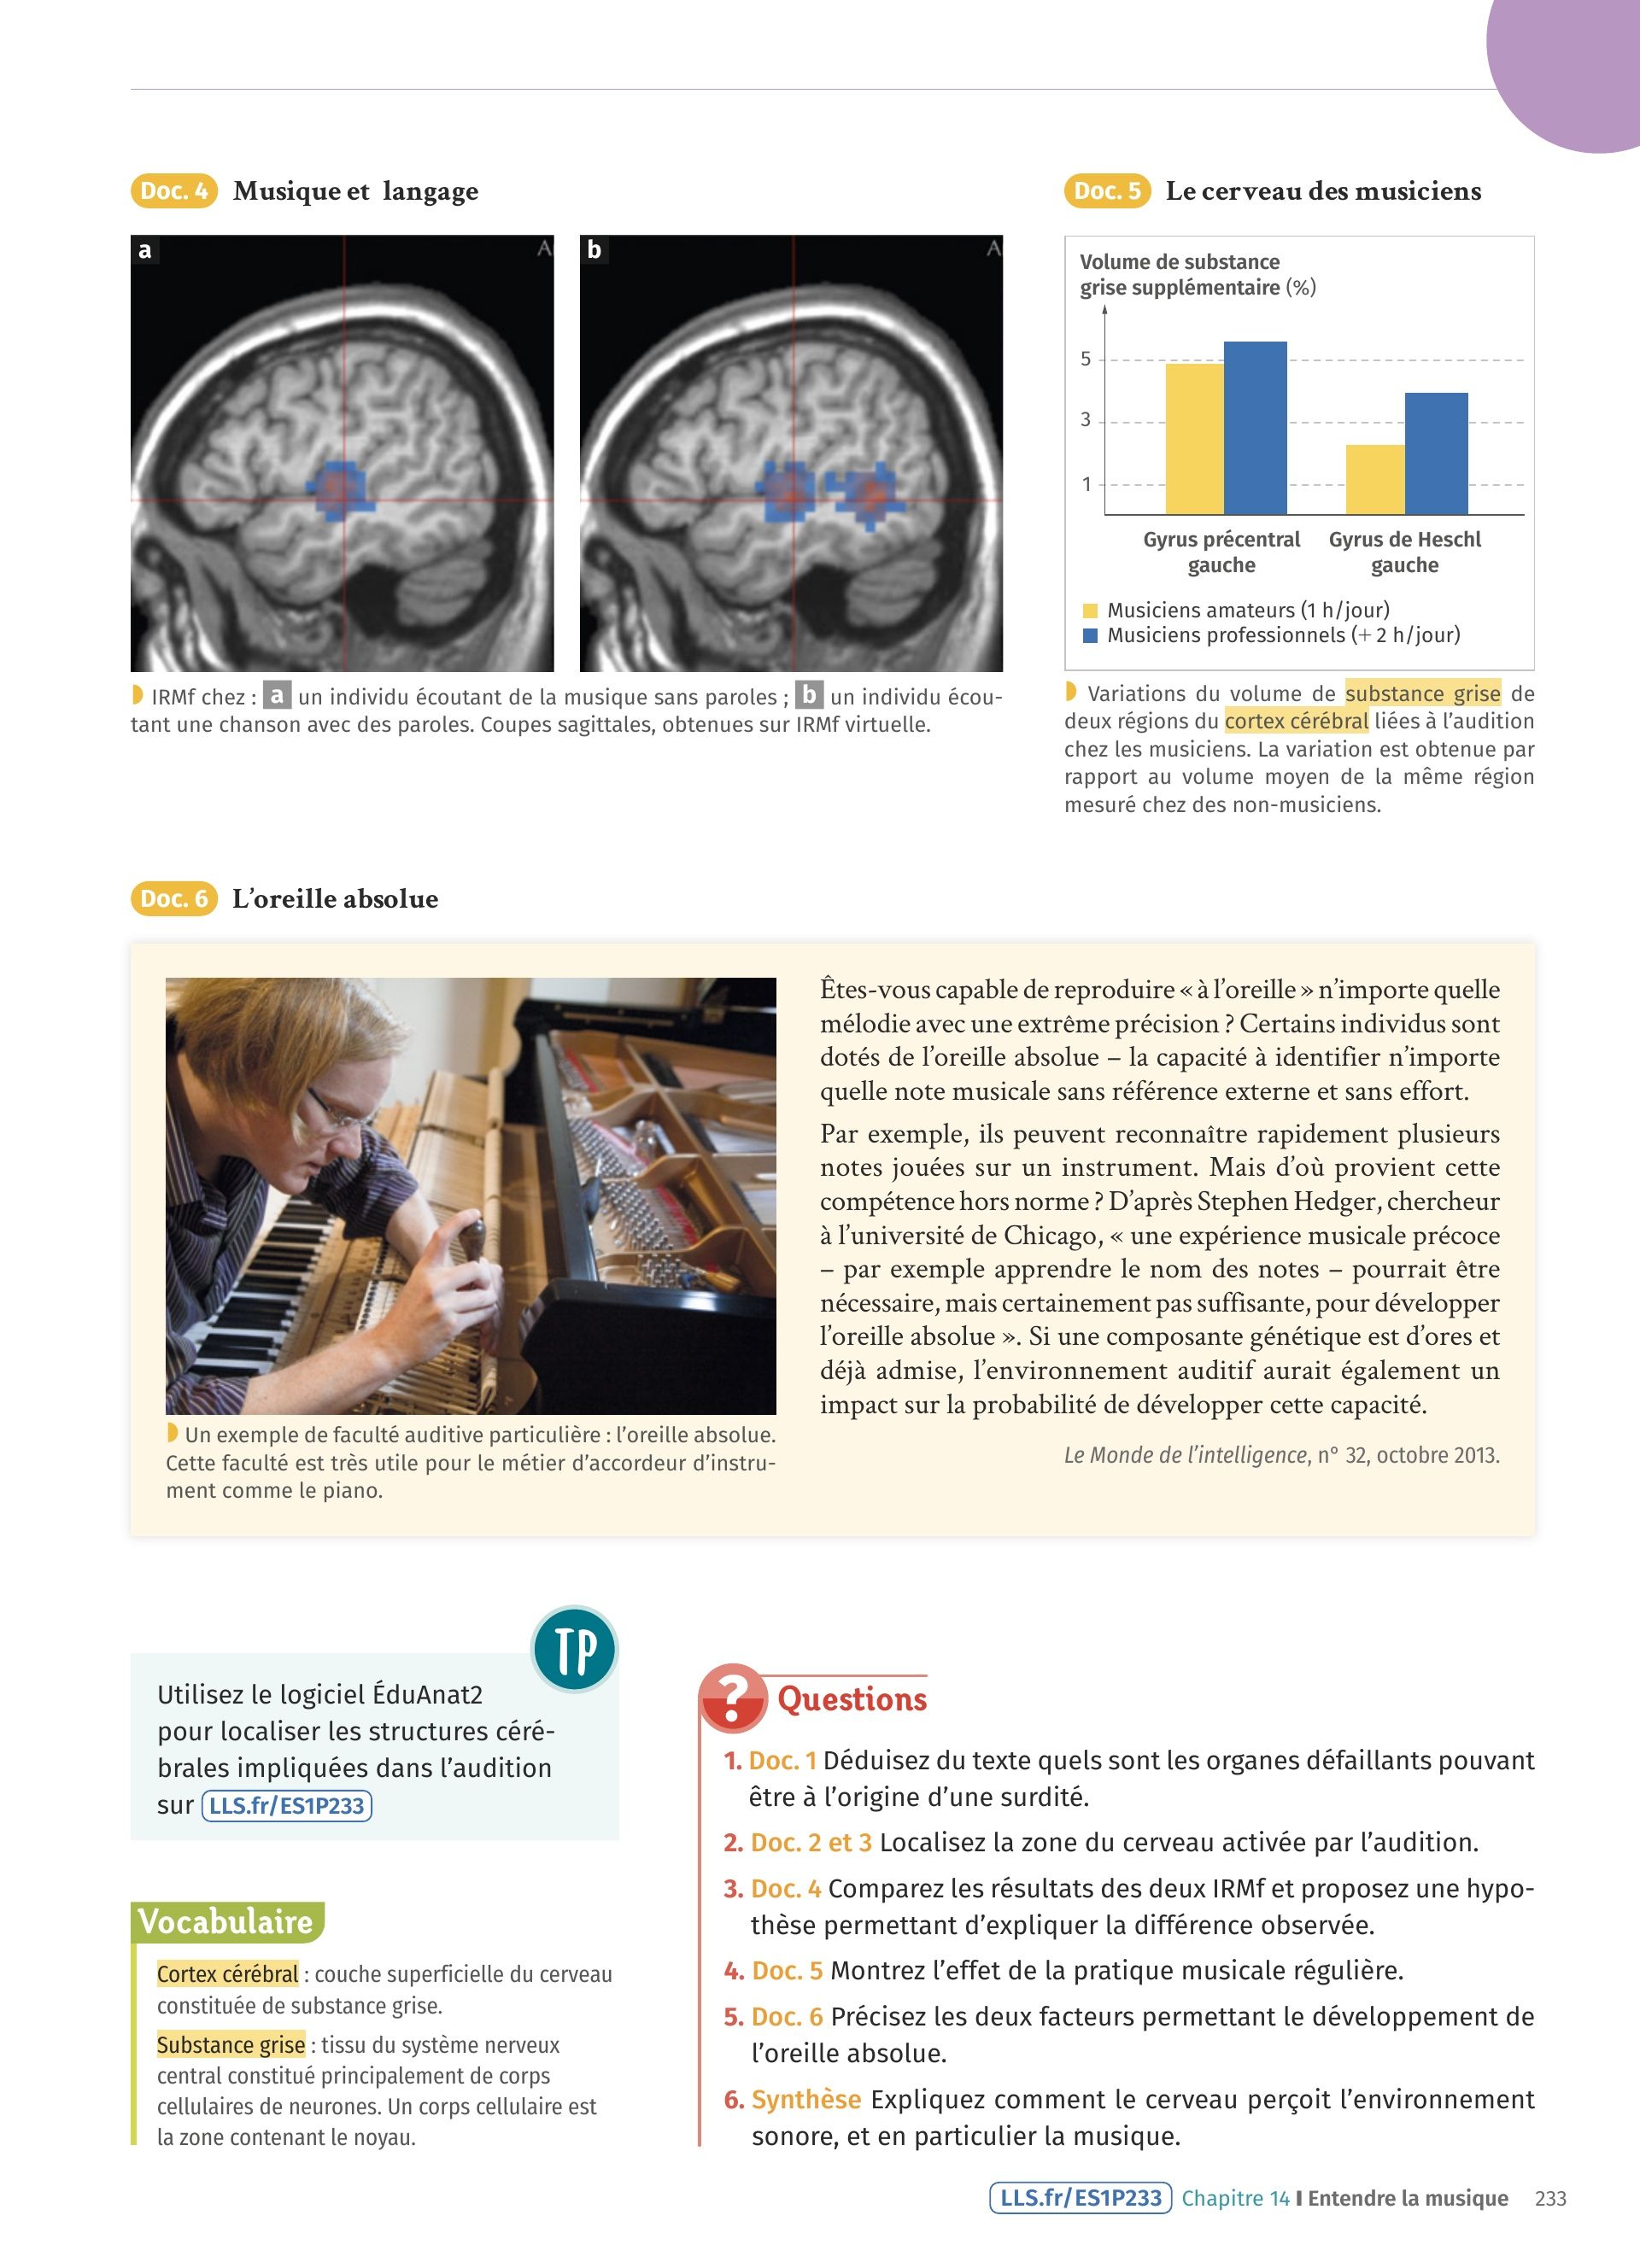 Doc. 4 Musique et langage
a
A
b
A
IRMf chez : a un individu écoutant de la musique sans paroles ; b un individu écou-
tant une chanson avec des paroles. Coupes sagittales, obtenues sur IRMf virtuelle.
Doc. 5 Le cerveau des musiciens
Volume de substance
grise supplémentaire (%)
5
3
1
Gyrus précentral
gauche
Gyrus de Heschl
gauche
Musiciens amateurs (1 h/jour)
Musiciens professionnels (+ 2 h/jour)
Variations du volume de substance grise de
deux régions du cortex cérébral liées à l’audition
chez les musiciens. La variation est obtenue par
rapport au volume moyen de la même région
mesuré chez des non-musiciens.
Doc. 6 L’oreille absolue
Un exemple de faculté auditive particulière : l’oreille absolue.
Cette faculté est très utile pour le métier d’accordeur d’instru-
ment comme le piano.
Êtes-vous capable de reproduire « à l’oreille » n’importe quelle
mélodie avec une extrême précision ? Certains individus sont
dotés de l’oreille absolue – la capacité à identifier n’importe
quelle note musicale sans référence externe et sans effort.
Par exemple, ils peuvent reconnaître rapidement plusieurs
notes jouées sur un instrument. Mais d’où provient cette
compétence hors norme ? D’après Stephen Hedger, chercheur
à l’université de Chicago, « une expérience musicale précoce
– par exemple apprendre le nom des notes – pourrait être
nécessaire, mais certainement pas suffisante, pour développer
l’oreille absolue ». Si une composante génétique est d’ores et
déjà admise, l’environnement auditif aurait également un
impact sur la probabilité de développer cette capacité.
Le Monde de l’intelligence, n° 32, octobre 2013.
TP
Utilisez le logiciel ÉduAnat2
pour localiser les structures céré-
brales impliquées dans l’audition
sur LLS.fr/ES1P233
Vocabulaire
Cortex cérébral : couche superficielle du cerveau
constituée de substance grise.
Substance grise : tissu du système nerveux
central constitué principalement de corps
cellulaires de neurones. Un corps cellulaire est
la zone contenant le noyau.
? Questions
1. Doc. 1 Déduisez du texte quels sont les organes défaillants pouvant
être à l’origine d’une surdité.
2. Doc. 2 et 3 Localisez la zone du cerveau activée par l’audition.
3. Doc. 4 Comparez les résultats des deux IRMf et proposez une hypo-
thèse permettant d’expliquer la différence observée.
4. Doc. 5 Montrez l’effet de la pratique musicale régulière.
5. Doc. 6 Précisez les deux facteurs permettant le développement de
l’oreille absolue.
6. Synthèse Expliquez comment le cerveau perçoit l’environnement
sonore, et en particulier la musique.
LLS.fr/ES1P233 Chapitre 14 I Entendre la musique 233